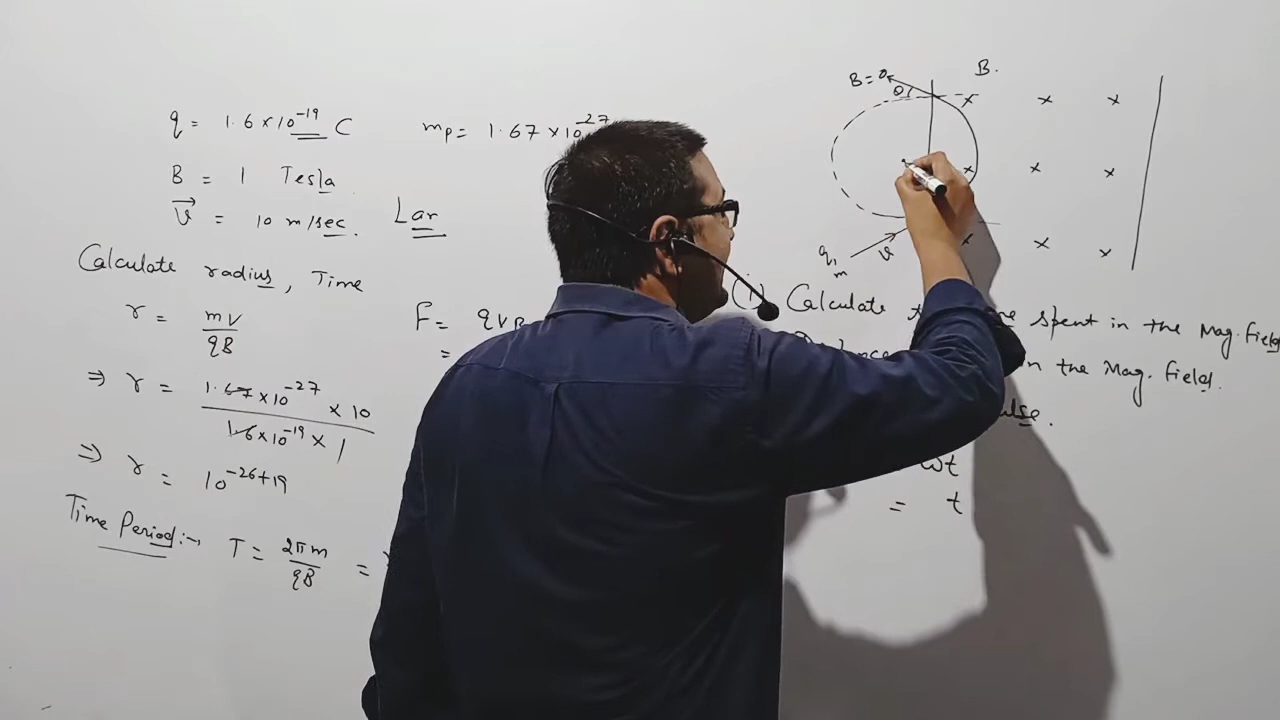 q = 1.6 × 10⁻¹⁹ C
mp = 1.67 × 10⁻²⁷
B = 1 Tesla
v⃗ = 10 m/sec.
Calculate radius, Time
r = mv/qB
F = qvB
⇒ r = 1.67×10⁻²⁷ × 10 / 1.6×10⁻¹⁹ × 1
⇒ r = 10⁻²⁶⁺¹⁹
Time Period :→ T = 2πm/qB =
B = 0
θ
B.
× × ×
× × ×
× × ×
q, m
v
(i) Calculate spent in the Mag. field
in the Mag. field.
ωt
= t